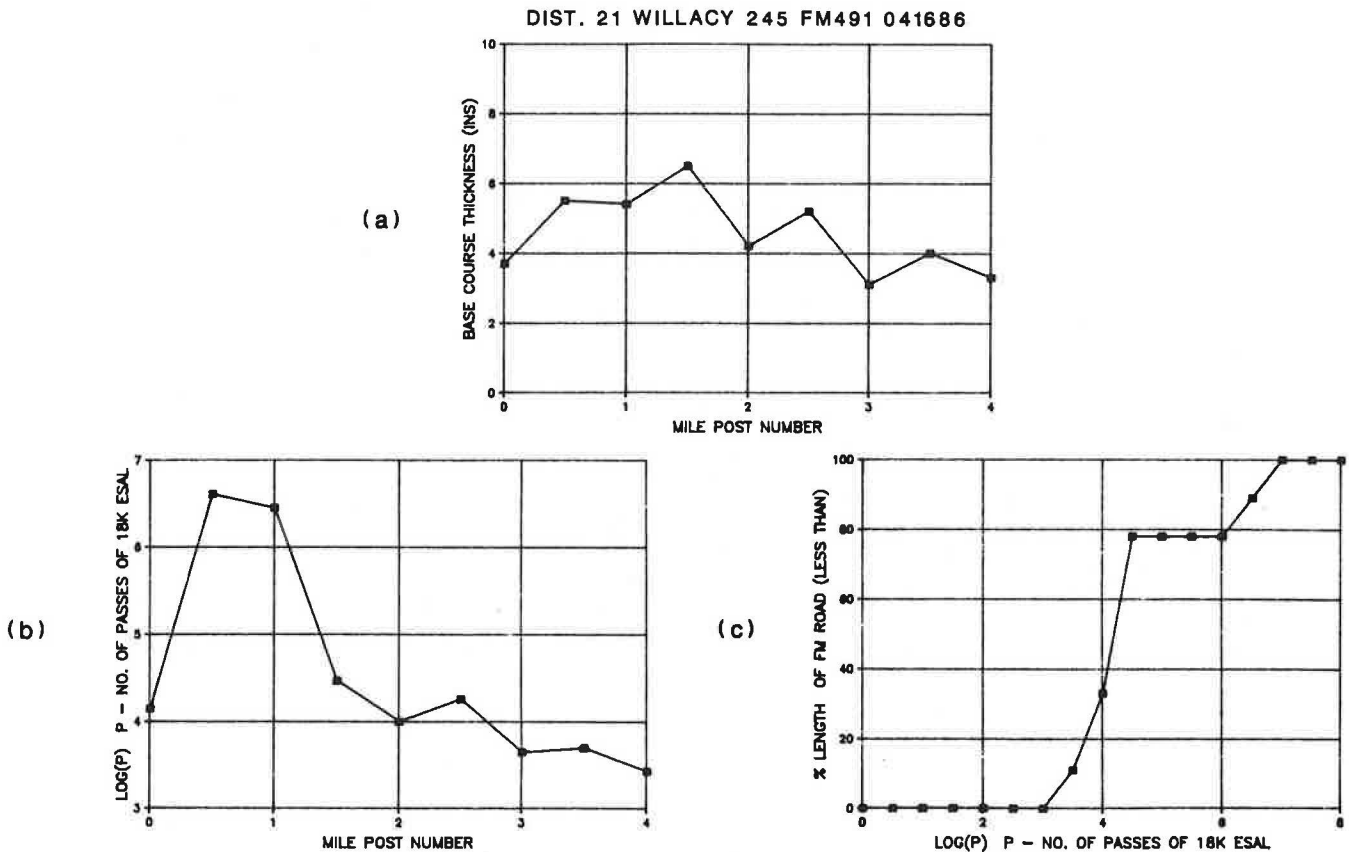 DIST. 21 WILLACY 245 FM491 041686
(a)
BASE COURSE THICKNESS (INS)
10
8
6
4
2
0
0 1 2 3 4
MILE POST NUMBER
(b)
LOG(P) P – NO. OF PASSES OF 18K ESAL
7
6
5
4
3
0 1 2 3 4
MILE POST NUMBER
(c)
% LENGTH OF FM ROAD (LESS THAN)
100
80
60
40
20
0
0 2 4 6 8
LOG(P) P – NO. OF PASSES OF 18K ESAL